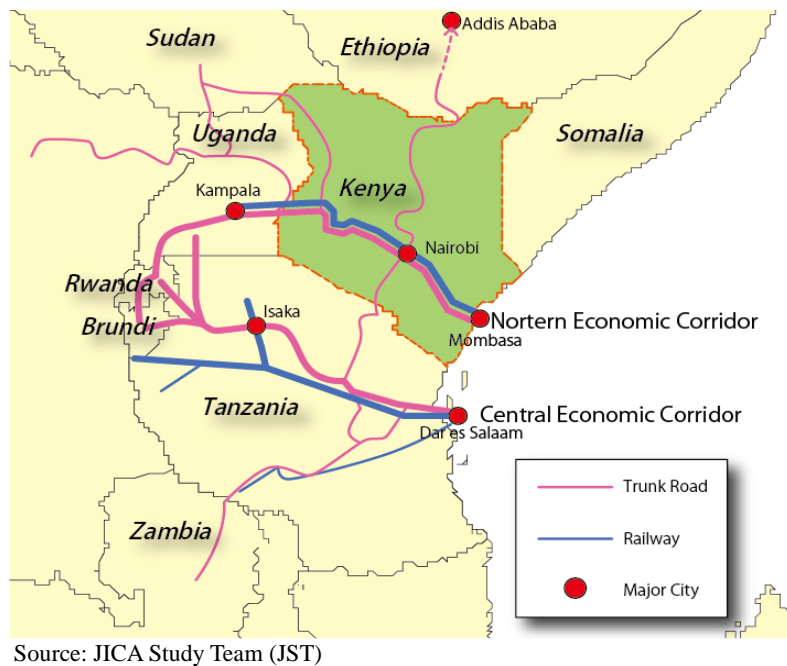 Addis Ababa
Sudan
Ethiopia
Uganda
Somalia
Kampala
Kenya
Nairobi
Rwanda
Isaka
Brundi
Nortern Economic Corridor
Mombasa
Tanzania
Central Economic Corridor
Dar es Salaam
Trunk Road
Zambia
Railway
Major City
Source: JICA Study Team (JST)